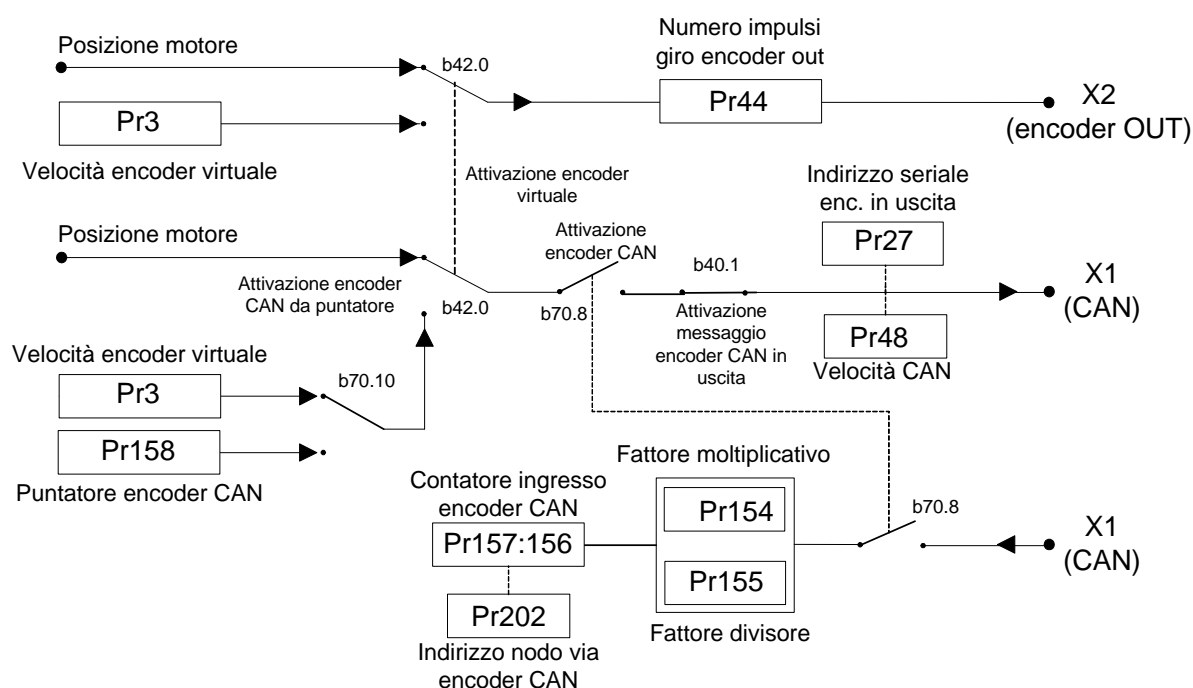 Posizione motore
b42.0
Numero impulsi
giro encoder out
Pr44
X2
(encoder OUT)
Pr3
Velocità encoder virtuale
Attivazione encoder
virtuale
Posizione motore
Attivazione encoder
CAN da puntatore
b42.0
Attivazione
encoder CAN
b70.8
b40.1
Attivazione
messaggio
encoder CAN in
uscita
Indirizzo seriale
enc. in uscita
Pr27
Pr48
Velocità CAN
X1
(CAN)
Velocità encoder virtuale
Pr3
b70.10
Pr158
Puntatore encoder CAN
Contatore ingresso
encoder CAN
Pr157:156
Pr202
Indirizzo nodo via
encoder CAN
Fattore moltiplicativo
Pr154
Pr155
Fattore divisore
b70.8
X1
(CAN)